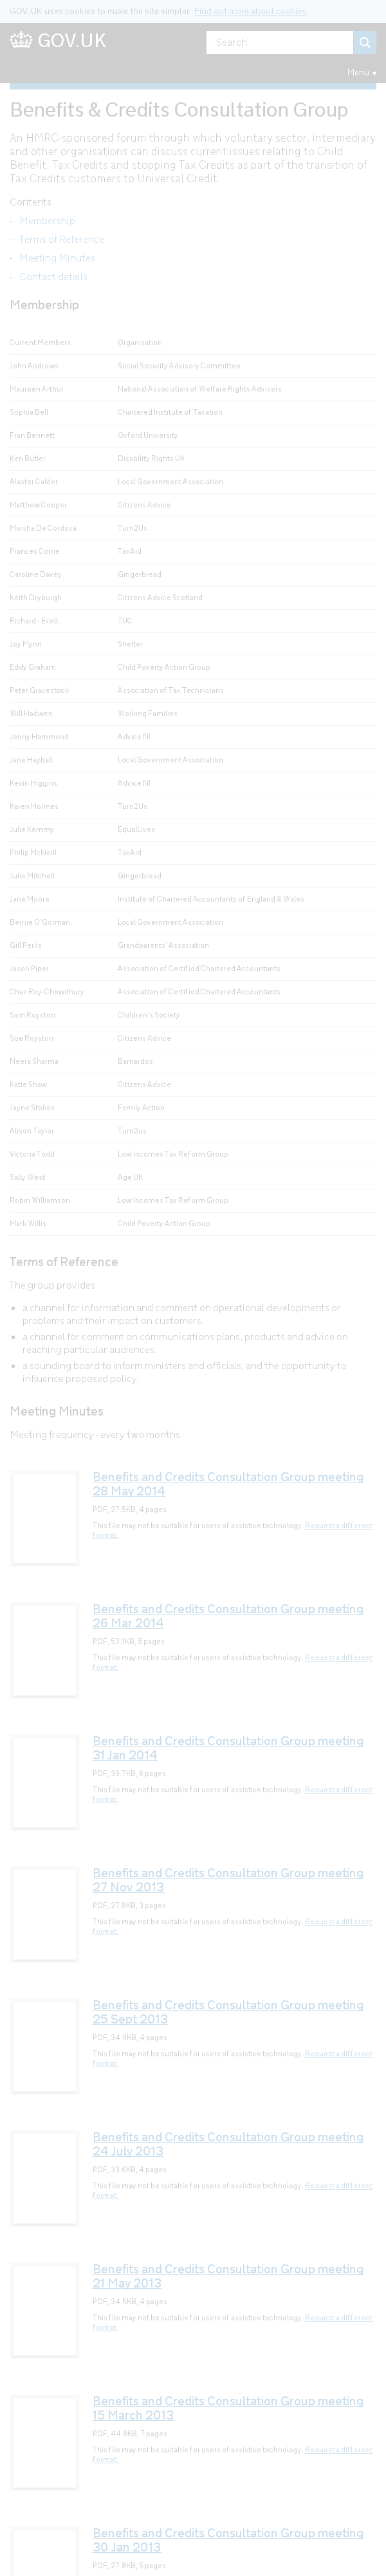 GOV.UK uses cookies to make the site simpler. Find out more about cookies
GOV.UK
Search
Menu ▾
Benefits & Credits Consultation Group
An HMRC-sponsored forum through which voluntary sector, intermediary
and other organisations can discuss current issues relating to Child
Benefit, Tax Credits and stopping Tax Credits as part of the transition of
Tax Credits customers to Universal Credit.
Contents
- Membership
- Terms of Reference
- Meeting Minutes
- Contact details
Membership
Current Members Organisation
John Andrews Social Security Advisory Committee
Maureen Arthur National Association of Welfare Rights Advisers
Sophia Bell Chartered Institute of Taxation
Fran Bennett Oxford University
Ken Butler Disability Rights UK
Alaster Calder Local Government Association
Matthew Cooper Citizens Advice
Marsha De Cordova Turn2Us
Frances Corrie TaxAid
Caroline Davey Gingerbread
Keith Dryburgh Citizens Advice Scotland
Richard - Exell TUC
Joy Flynn Shelter
Eddy Graham Child Poverty Action Group
Peter Gravestock Association of Tax Technicians
Will Hadwen Working Families
Jenny Hammond Advice NI
Jane Hayball Local Government Association
Kevin Higgins Advice NI
Karen Holmes Turn2Us
Julie Kemmy EqualLives
Philip McNeill TaxAid
Julie Mitchell Gingerbread
Jane Moore Institute of Chartered Accountants of England & Wales
Bernie O'Gorman Local Government Association
Gill Perks Grandparents' Association
Jason Piper Association of Certified Chartered Accountants
Chas Roy-Chowdhury Association of Certified Chartered Accountants
Sam Royston Children's Society
Sue Royston Citizens Advice
Neera Sharma Barnardos
Katie Shaw Citizens Advice
Jayne Stokes Family Action
Alison Taylor Turn2us
Victoria Todd Low Incomes Tax Reform Group
Sally West Age UK
Robin Williamson Low Incomes Tax Reform Group
Mark Willis Child Poverty Action Group
Terms of Reference
The group provides
• a channel for information and comment on operational developments or
problems and their impact on customers.
• a channel for comment on communications plans, products and advice on
reaching particular audiences.
• a sounding board to inform ministers and officials, and the opportunity to
influence proposed policy.
Meeting Minutes
Meeting frequency - every two months.
Benefits and Credits Consultation Group meeting
28 May 2014
PDF, 27.5KB, 4 pages
This file may not be suitable for users of assistive technology. Request a different
format.
Benefits and Credits Consultation Group meeting
26 Mar 2014
PDF, 53.1KB, 5 pages
This file may not be suitable for users of assistive technology. Request a different
format.
Benefits and Credits Consultation Group meeting
31 Jan 2014
PDF, 39.7KB, 6 pages
This file may not be suitable for users of assistive technology. Request a different
format.
Benefits and Credits Consultation Group meeting
27 Nov 2013
PDF, 27.8KB, 3 pages
This file may not be suitable for users of assistive technology. Request a different
format.
Benefits and Credits Consultation Group meeting
25 Sept 2013
PDF, 34.8KB, 4 pages
This file may not be suitable for users of assistive technology. Request a different
format.
Benefits and Credits Consultation Group meeting
24 July 2013
PDF, 33.6KB, 4 pages
This file may not be suitable for users of assistive technology. Request a different
format.
Benefits and Credits Consultation Group meeting
21 May 2013
PDF, 34.5KB, 4 pages
This file may not be suitable for users of assistive technology. Request a different
format.
Benefits and Credits Consultation Group meeting
15 March 2013
PDF, 44.9KB, 7 pages
This file may not be suitable for users of assistive technology. Request a different
format.
Benefits and Credits Consultation Group meeting
30 Jan 2013
PDF, 27.8KB, 5 pages